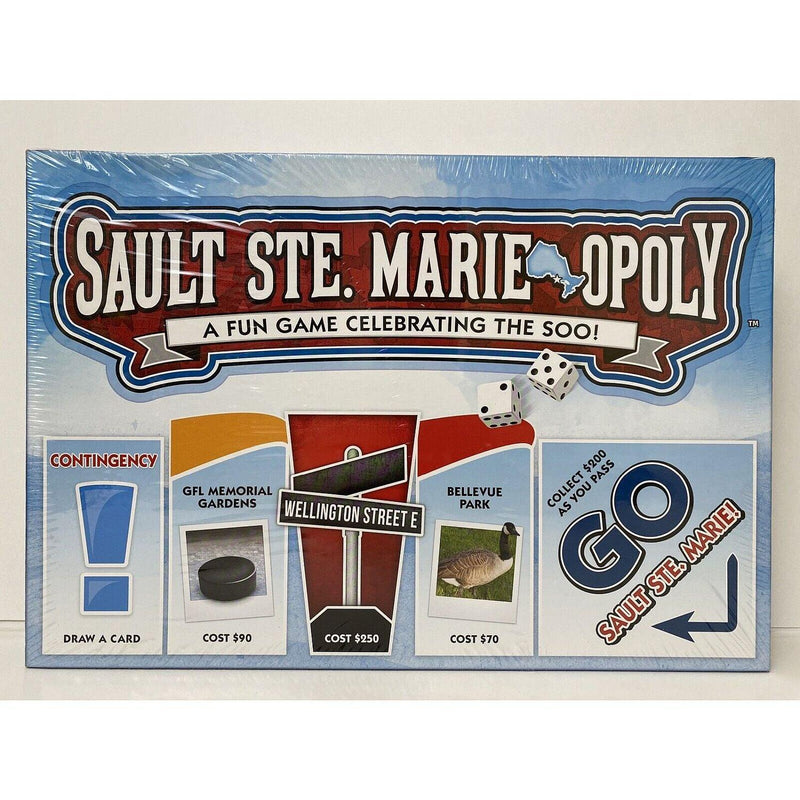 SAULT STE. MARIE OPOLY
™
A FUN GAME CELEBRATING THE SOO!
CONTINGENCY
!
DRAW A CARD
GFL MEMORIAL
GARDENS
COST $90
WELLINGTON STREET E
COST $250
BELLEVUE
PARK
COST $70
COLLECT $200
AS YOU PASS
GO
SAULT STE. MARIE!